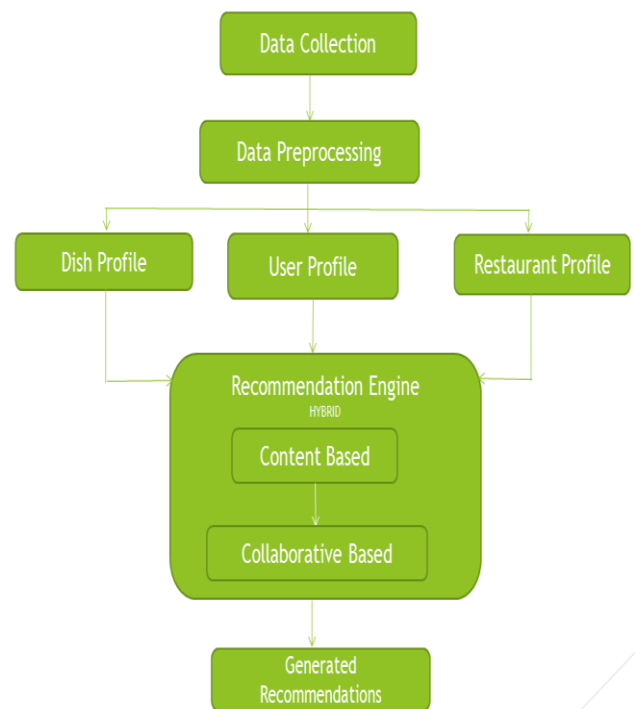 Data Collection
Data Preprocessing
Dish Profile
User Profile
Restaurant Profile
Recommendation Engine
HYBRID
Content Based
Collaborative Based
Generated
Recommendations